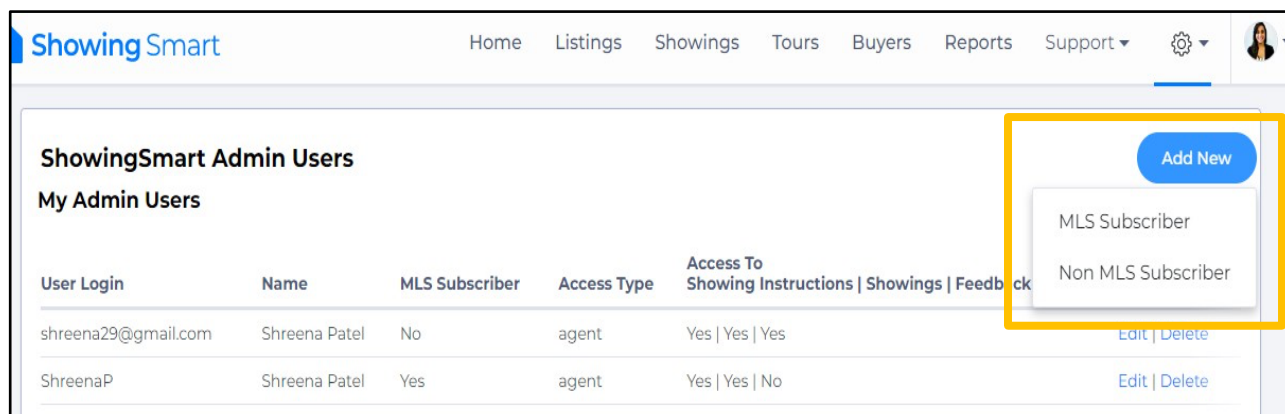 Showing Smart Home Listings Showings Tours Buyers Reports Support
ShowingSmart Admin Users
Add New
My Admin Users
MLS Subscriber
Non MLS Subscriber
Access To
User Login Name MLS Subscriber Access Type Showing Instructions | Showings | Feedback
shreena29@gmail.com Shreena Patel No agent Yes | Yes | Yes Edit | Delete
ShreenaP Shreena Patel Yes agent Yes | Yes | No Edit | Delete